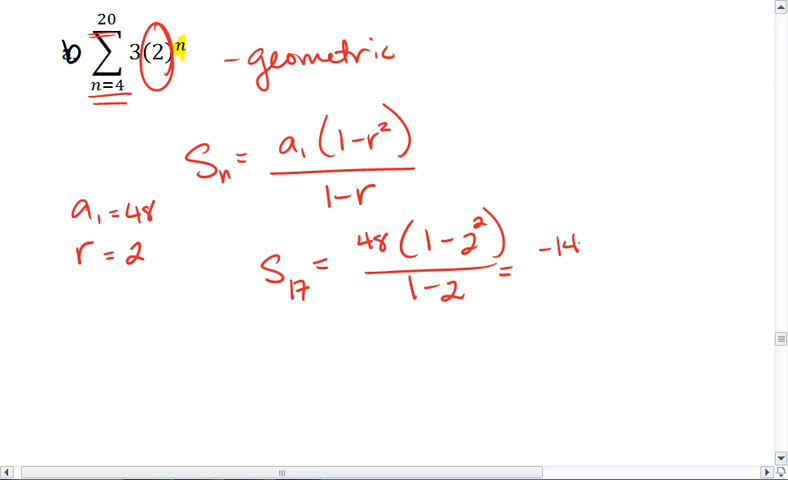 b ∑_{n=4}^{20} 3(2)^n - geometric
S_n = a_1 (1-r^2) / 1-r
a_1 = 48
r = 2
S_17 = 48 (1-2^2) / 1-2 = -14